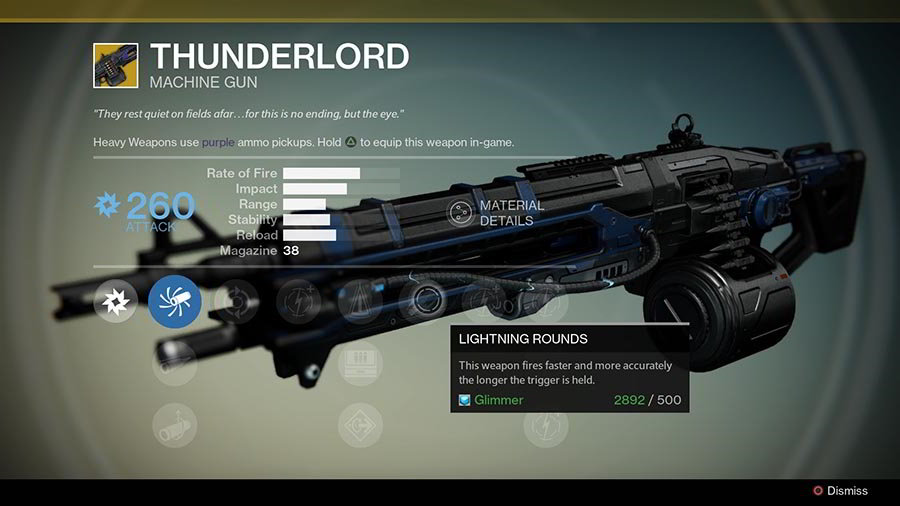 THUNDERLORD
MACHINE GUN
"They rest quiet on fields afar...for this is no ending, but the eye."
Heavy Weapons use purple ammo pickups. Hold to equip this weapon in-game.
260
ATTACK
Rate of Fire
Impact
Range
Stability
Reload
Magazine 38
MATERIAL
DETAILS
LIGHTNING ROUNDS
This weapon fires faster and more accurately
the longer the trigger is held.
Glimmer 2892 / 500
Dismiss